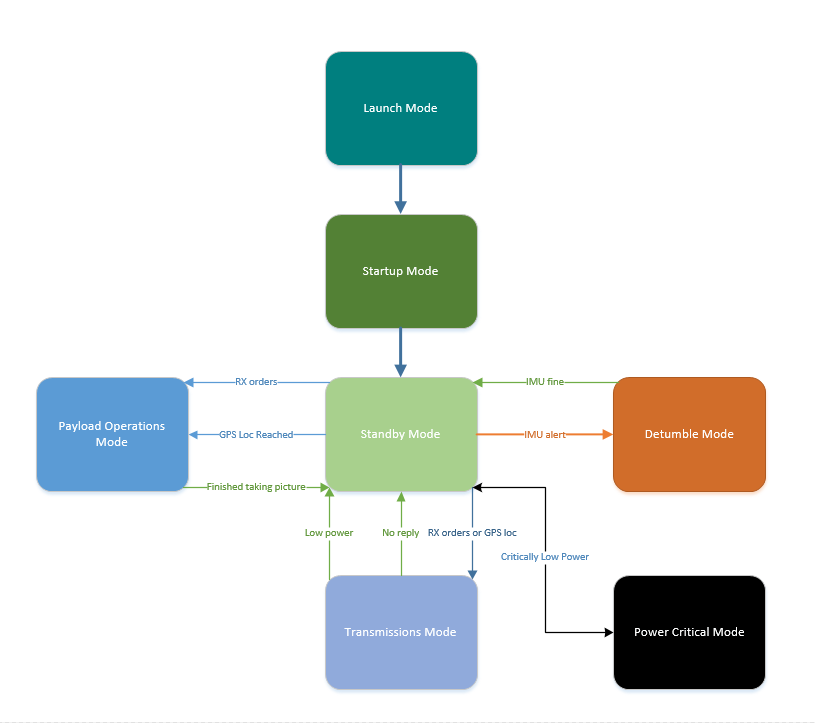 Launch Mode
Startup Mode
RX orders
IMU fine
Payload Operations
Mode
GPS Loc Reached
Standby Mode
IMU alert
Detumble Mode
Finished taking picture
Low power
No reply
RX orders or GPS loc
Critically Low Power
Transmissions Mode
Power Critical Mode